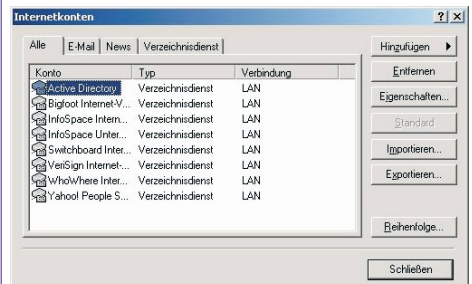 Internetkonten
Alle E-Mail News Verzeichnisdienst
Konto Typ Verbindung
Active Directory Verzeichnisdienst LAN
Bigfoot Internet-V... Verzeichnisdienst LAN
InfoSpace Intern... Verzeichnisdienst LAN
InfoSpace Unter... Verzeichnisdienst LAN
Switchboard Inter... Verzeichnisdienst LAN
VeriSign Internet-... Verzeichnisdienst LAN
WhoWhere Inter... Verzeichnisdienst LAN
Yahoo! People S... Verzeichnisdienst LAN
Hinzufügen
Entfernen
Eigenschaften...
Standard
Importieren...
Exportieren...
Reihenfolge...
Schließen